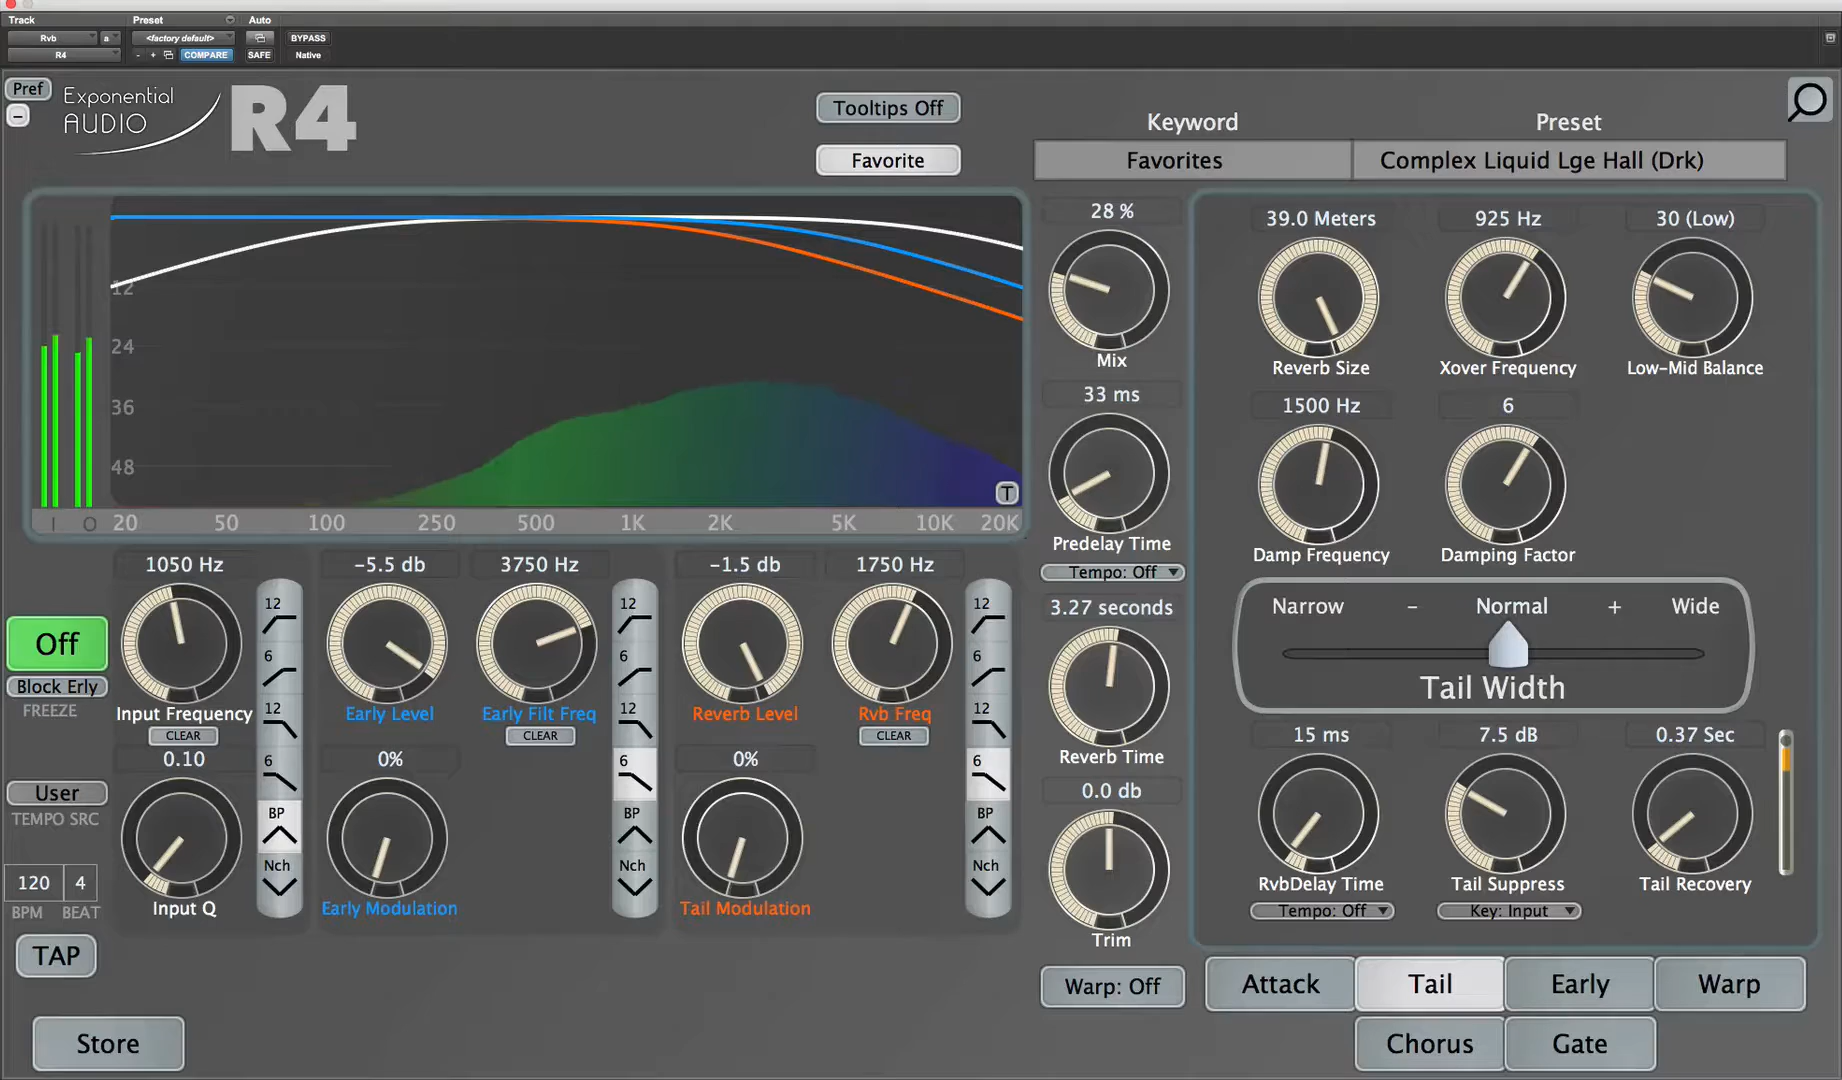 Track
Preset
Auto
Rvb
a
<factory default>
BYPASS
R4
- +
COMPARE
SAFE
Native
Pref
−
Exponential
AUDIO
R4
Tooltips Off
Favorite
Keyword
Preset
Favorites
Complex Liquid Lge Hall (Drk)
12
24
36
48
T
I O
20 50 100 250 500 1K 2K 5K 10K 20K
28 %
Mix
33 ms
Predelay Time
Tempo: Off
3.27 seconds
Reverb Time
0.0 db
Trim
Warp: Off
39.0 Meters
925 Hz
30 (Low)
Reverb Size
Xover Frequency
Low-Mid Balance
1500 Hz
6
Damp Frequency
Damping Factor
Narrow - Normal + Wide
Tail Width
15 ms
7.5 dB
0.37 Sec
RvbDelay Time
Tail Suppress
Tail Recovery
Tempo: Off
Key: Input
Attack
Tail
Early
Warp
Chorus
Gate
1050 Hz
-5.5 db
3750 Hz
-1.5 db
1750 Hz
Input Frequency
Early Level
Early Filt Freq
Reverb Level
Rvb Freq
CLEAR
CLEAR
CLEAR
0.10
0%
0%
Input Q
Early Modulation
Tail Modulation
12
6
12
6
BP
Nch
12
6
12
6
BP
Nch
12
6
12
6
BP
Nch
Off
Block Erly
FREEZE
User
TEMPO SRC
120 4
BPM BEAT
TAP
Store